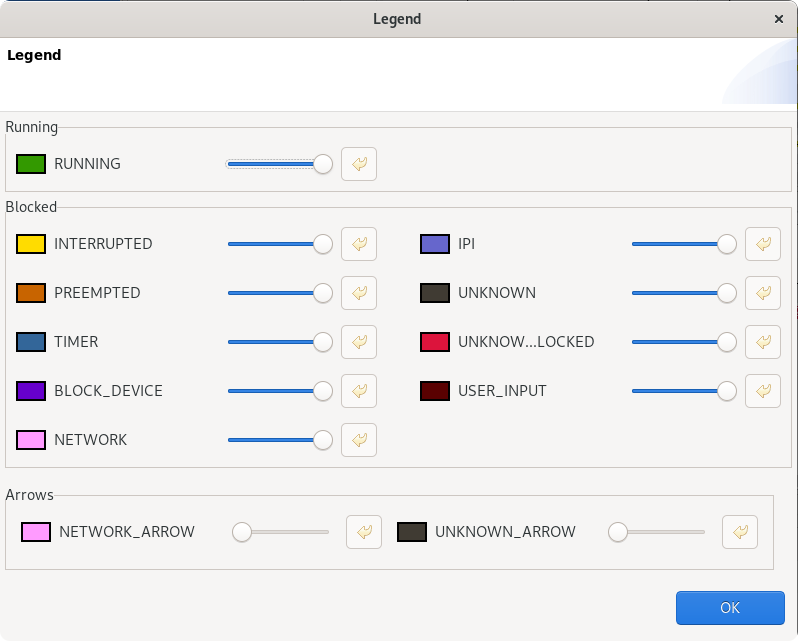 Legend
Legend
Running
RUNNING
Blocked
INTERRUPTED
IPI
PREEMPTED
UNKNOWN
TIMER
UNKNOW...LOCKED
BLOCK_DEVICE
USER_INPUT
NETWORK
Arrows
NETWORK_ARROW
UNKNOWN_ARROW
OK